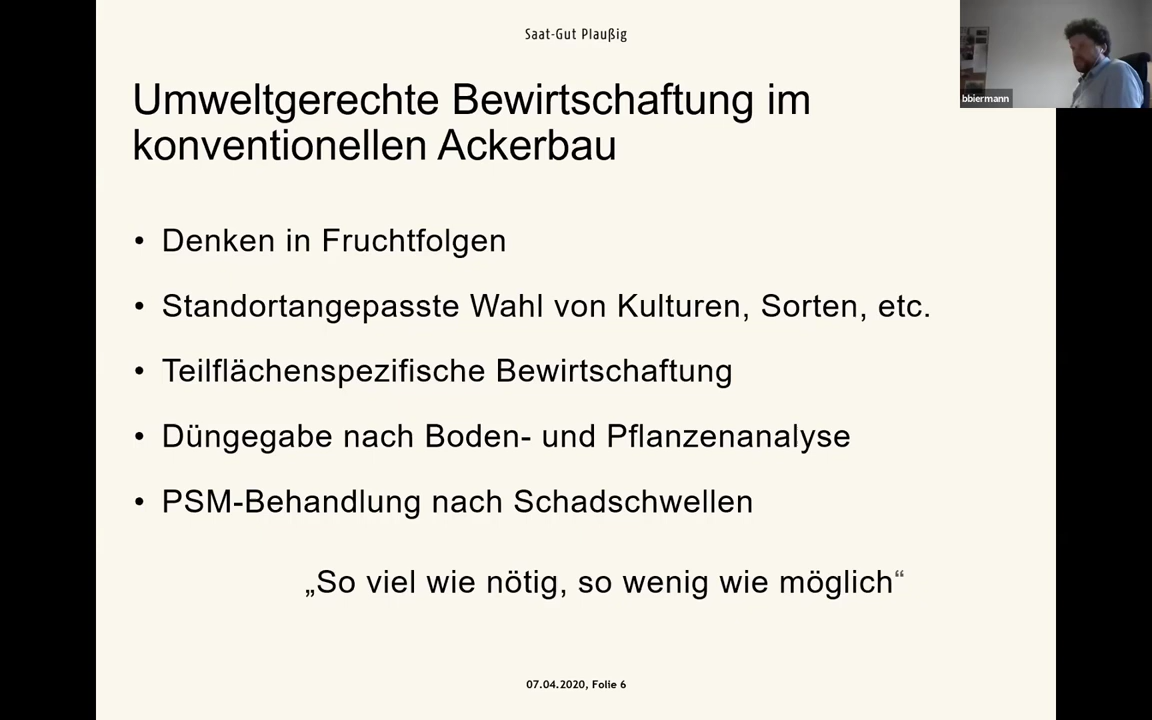 Saat-Gut Plaußig
bbiermann
Umweltgerechte Bewirtschaftung im
konventionellen Ackerbau
• Denken in Fruchtfolgen
• Standortangepasste Wahl von Kulturen, Sorten, etc.
• Teilflächenspezifische Bewirtschaftung
• Düngegabe nach Boden- und Pflanzenanalyse
• PSM-Behandlung nach Schadschwellen
„So viel wie nötig, so wenig wie möglich“
07.04.2020, Folie 6